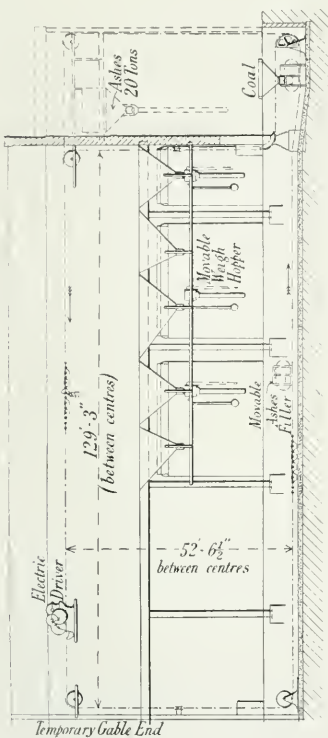 Ashes
20 Tons
Coal
Electric
Driver
129'-3"
(between centres)
Movable
Weigh
Hopper
Movable
Ashes
Filler
52'-6½"
between centres
Temporary Gable End